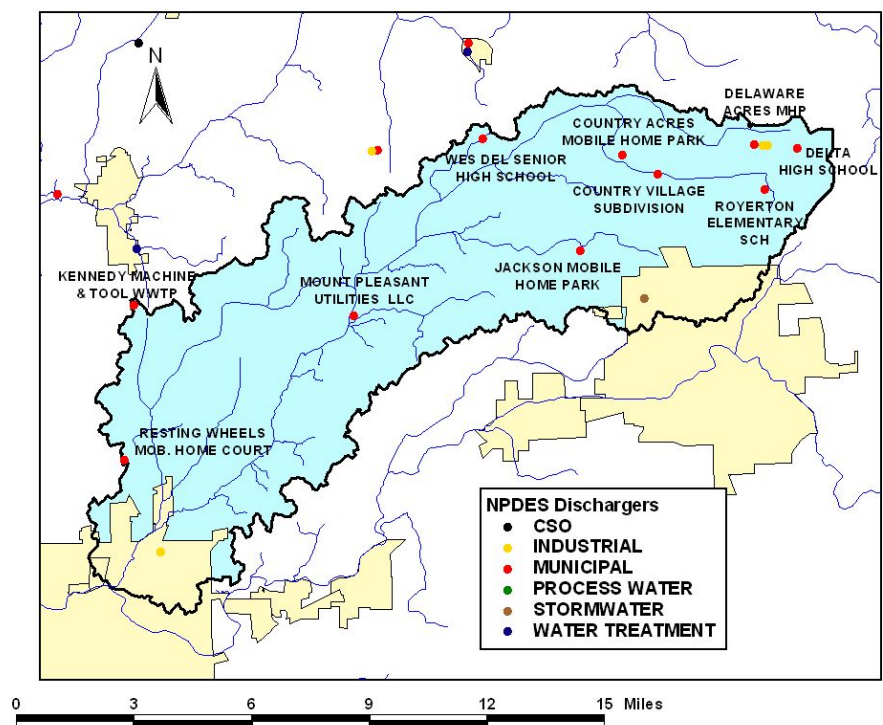 N
DELAWARE
ACRES MHP
COUNTRY ACRES
MOBILE HOME PARK
WES DEL SENIOR
HIGH SCHOOL
DELTA
HIGH SCHOOL
COUNTRY VILLAGE
SUBDIVISION
ROYERTON
ELEMENTARY
SCH
KENNEDY MACHINE
& TOOL WWTP
MOUNT PLEASANT
UTILITIES LLC
JACKSON MOBILE
HOME PARK
RESTING WHEELS
MOB. HOME COURT
NPDES Dischargers
CSO
INDUSTRIAL
MUNICIPAL
PROCESS WATER
STORMWATER
WATER TREATMENT
0 3 6 9 12 15 Miles